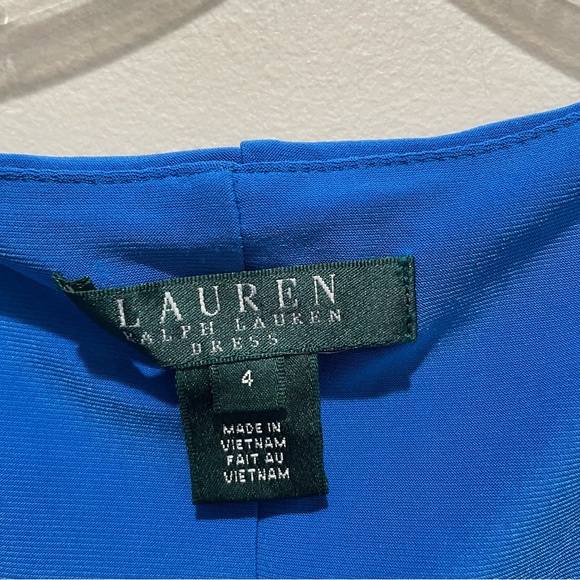 LAUREN
RALPH LAUREN
DRESS
4
MADE IN
VIETNAM
FAIT AU
VIETNAM